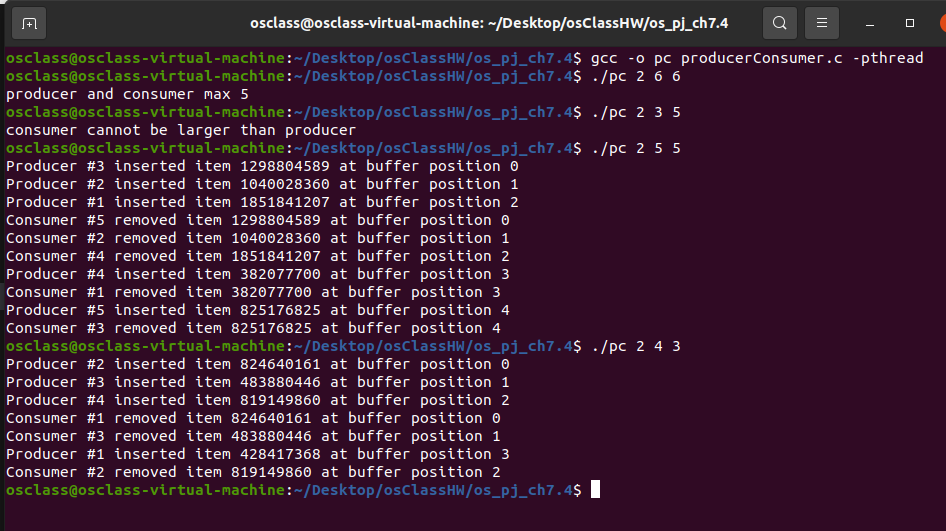 osclass@osclass-virtual-machine: ~/Desktop/osClassHW/os_pj_ch7.4
osclass@osclass-virtual-machine:~/Desktop/osClassHW/os_pj_ch7.4$ gcc -o pc producerConsumer.c -pthread
osclass@osclass-virtual-machine:~/Desktop/osClassHW/os_pj_ch7.4$ ./pc 2 6 6
producer and consumer max 5
osclass@osclass-virtual-machine:~/Desktop/osClassHW/os_pj_ch7.4$ ./pc 2 3 5
consumer cannot be larger than producer
osclass@osclass-virtual-machine:~/Desktop/osClassHW/os_pj_ch7.4$ ./pc 2 5 5
Producer #3 inserted item 1298804589 at buffer position 0
Producer #2 inserted item 1040028360 at buffer position 1
Producer #1 inserted item 1851841207 at buffer position 2
Consumer #5 removed item 1298804589 at buffer position 0
Consumer #2 removed item 1040028360 at buffer position 1
Consumer #4 removed item 1851841207 at buffer position 2
Producer #4 inserted item 382077700 at buffer position 3
Consumer #1 removed item 382077700 at buffer position 3
Producer #5 inserted item 825176825 at buffer position 4
Consumer #3 removed item 825176825 at buffer position 4
osclass@osclass-virtual-machine:~/Desktop/osClassHW/os_pj_ch7.4$ ./pc 2 4 3
Producer #2 inserted item 824640161 at buffer position 0
Producer #3 inserted item 483880446 at buffer position 1
Producer #4 inserted item 819149860 at buffer position 2
Consumer #1 removed item 824640161 at buffer position 0
Consumer #3 removed item 483880446 at buffer position 1
Producer #1 inserted item 428417368 at buffer position 3
Consumer #2 removed item 819149860 at buffer position 2
osclass@osclass-virtual-machine:~/Desktop/osClassHW/os_pj_ch7.4$